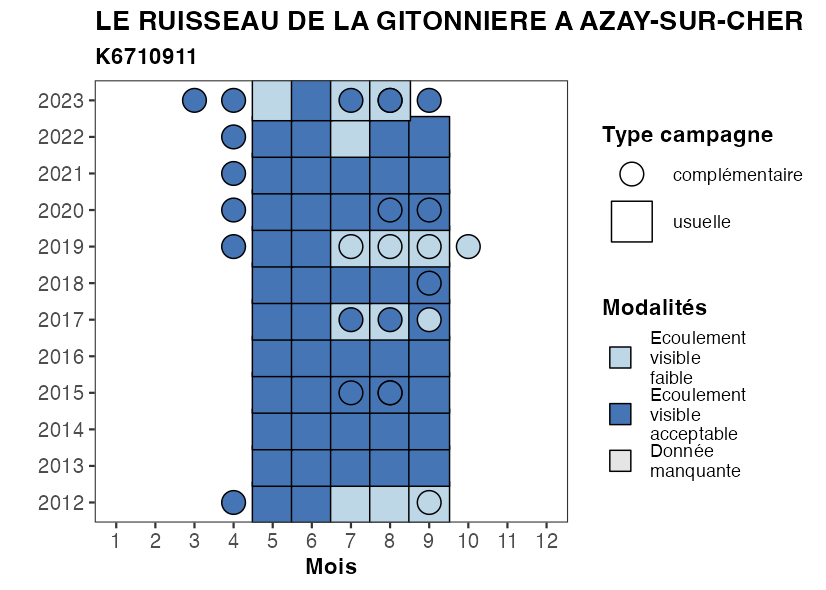 LE RUISSEAU DE LA GITONNIERE A AZAY-SUR-CHER
K6710911
2023
2022
2021
2020
2019
2018
2017
2016
2015
2014
2013
2012
1 2 3 4 5 6 7 8 9 10 11 12
Mois
Type campagne
complémentaire
usuelle
Modalités
Ecoulement
visible
faible
Ecoulement
visible
acceptable
Donnée
manquante